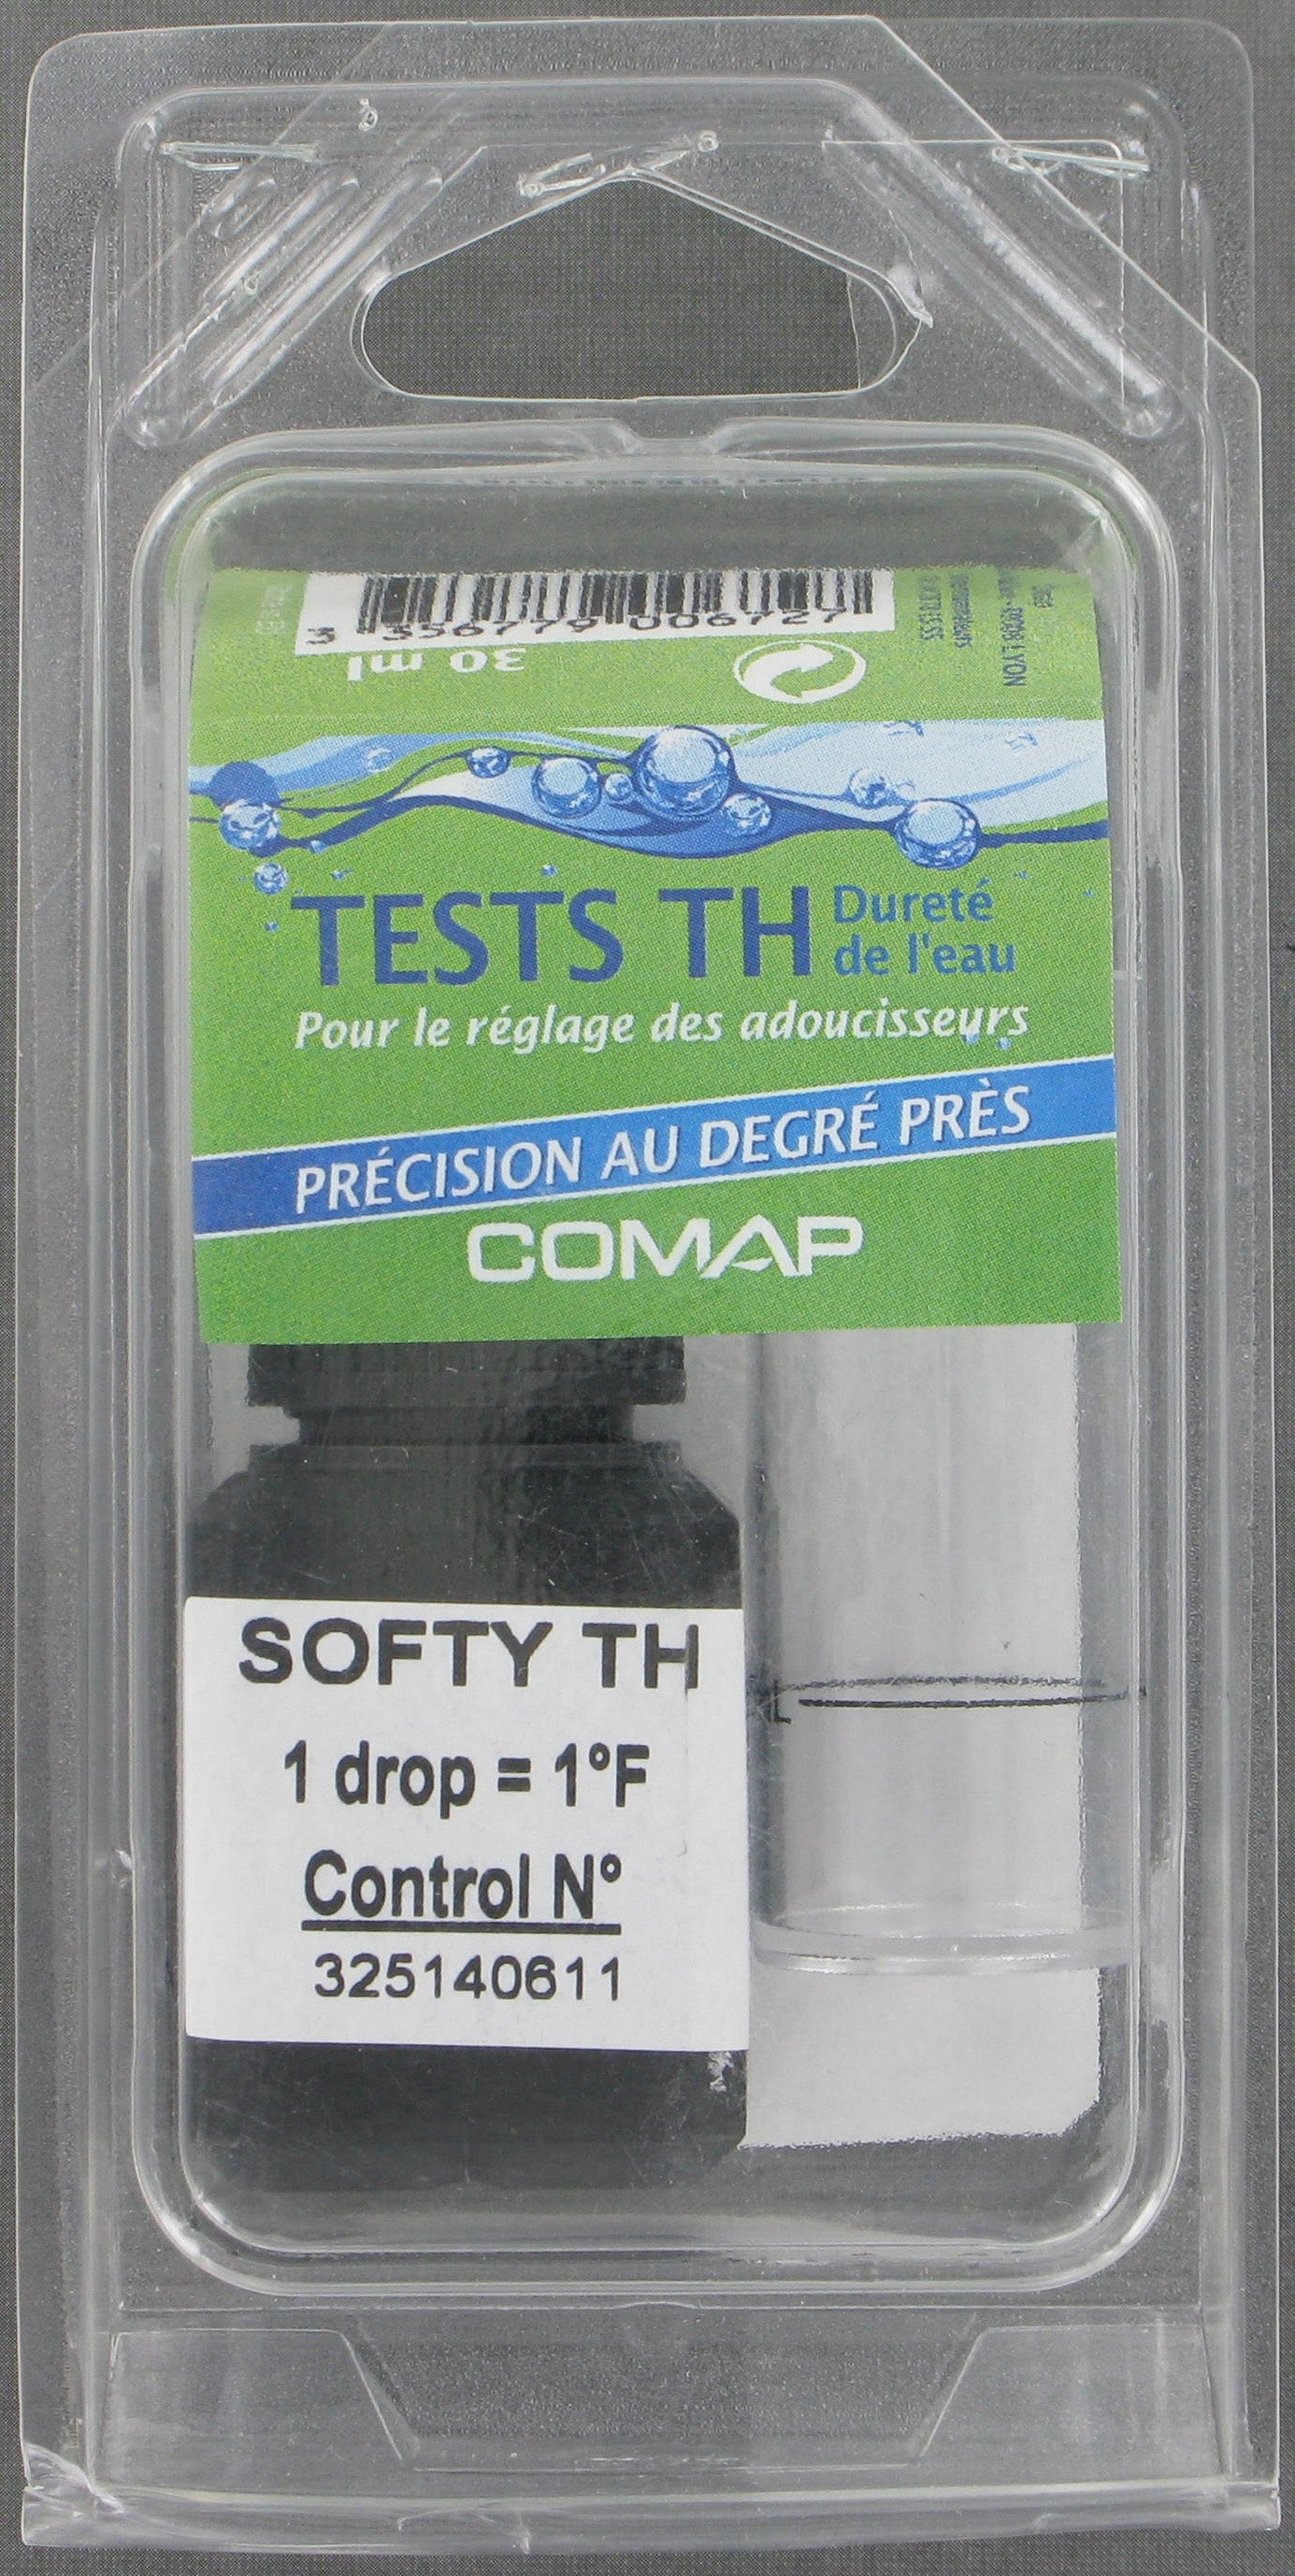 3 356779 006727
30 ml
TESTS TH
Dureté
de l'eau
Pour le réglage des adoucisseurs
PRÉCISION AU DEGRÉ PRÈS
COMAP
SOFTY TH
1 drop = 1°F
Control N°
325140611